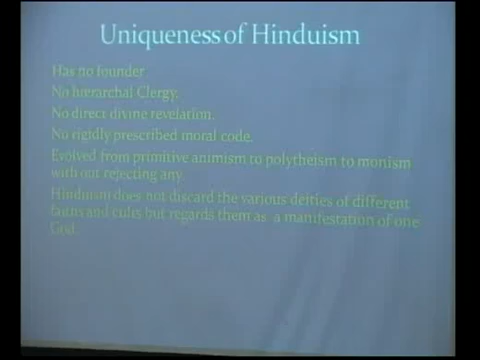 Uniqueness of Hinduism
Has no founder
No hierarchal Clergy.
No direct divine revelation.
No rigidly prescribed moral code.
Evolved from primitive animism to polytheism to monism
with out rejecting any.
Hinduism does not discard the various deities of different
faiths and cults but regards them as a manifestation of one
God.